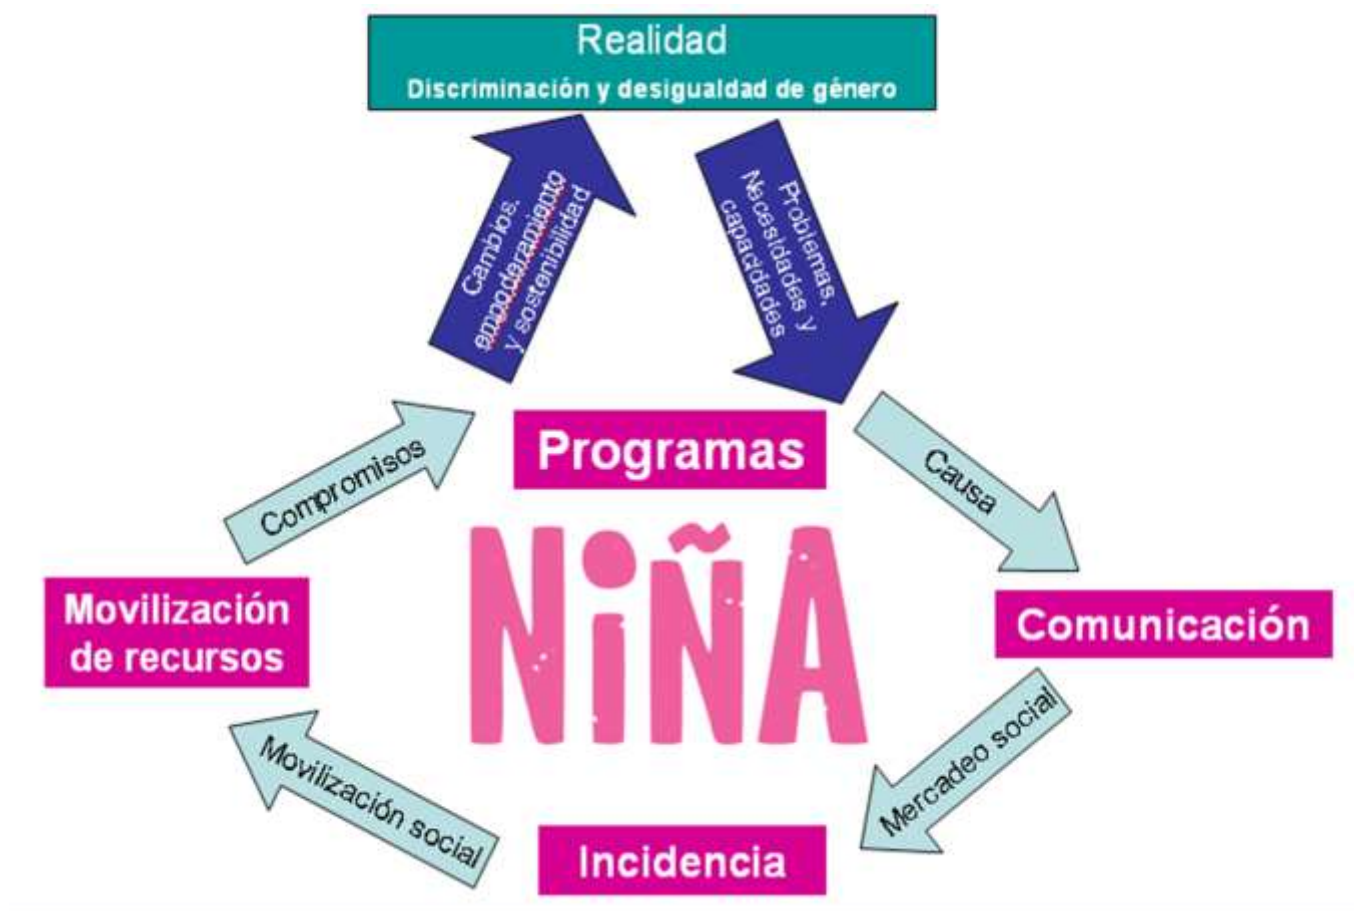 Realidad
Discriminación y desigualdad de género
Cambios,
empoderamiento
y sostenibilidad
Problemas,
Necesidades y
capacidades
Programas
Compromisos
Causa
NiÑA
Movilización
de recursos
Comunicación
Movilización social
Mercadeo social
Incidencia